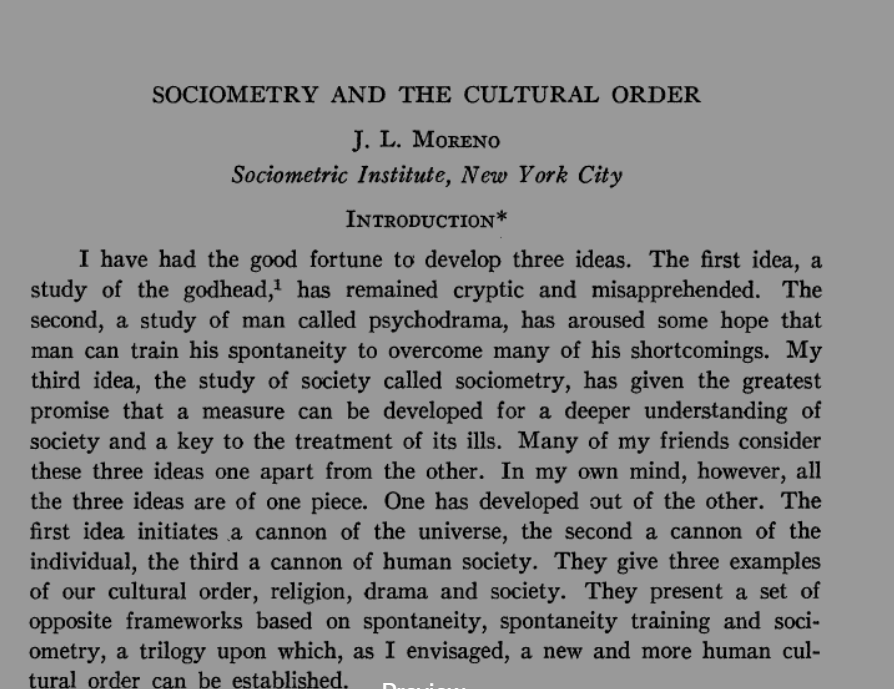 SOCIOMETRY AND THE CULTURAL ORDER
J. L. Moreno
Sociometric Institute, New York City
Introduction*
I have had the good fortune to develop three ideas. The first idea, a
study of the godhead,¹ has remained cryptic and misapprehended. The
second, a study of man called psychodrama, has aroused some hope that
man can train his spontaneity to overcome many of his shortcomings. My
third idea, the study of society called sociometry, has given the greatest
promise that a measure can be developed for a deeper understanding of
society and a key to the treatment of its ills. Many of my friends consider
these three ideas one apart from the other. In my own mind, however, all
the three ideas are of one piece. One has developed out of the other. The
first idea initiates a cannon of the universe, the second a cannon of the
individual, the third a cannon of human society. They give three examples
of our cultural order, religion, drama and society. They present a set of
opposite frameworks based on spontaneity, spontaneity training and soci-
ometry, a trilogy upon which, as I envisaged, a new and more human cul-
tural order can be established.
Preview